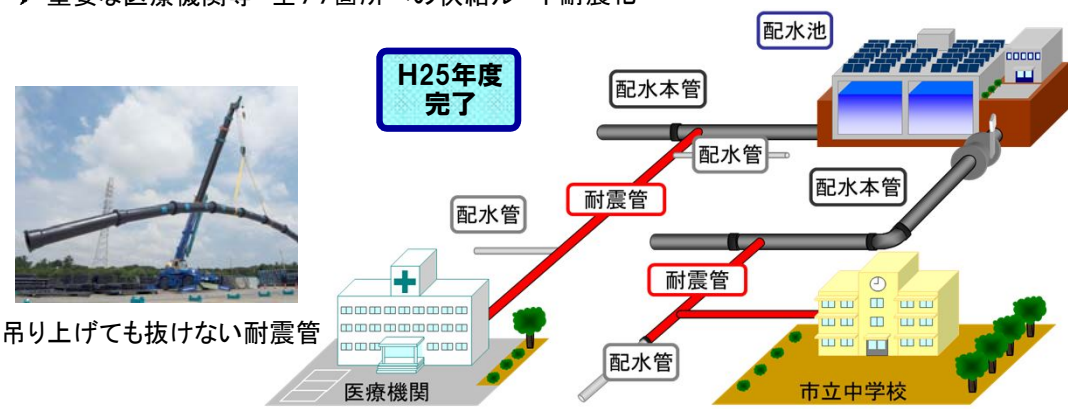 H25年度
完了
配水池
配水本管
配水管
配水本管
耐震管
配水管
耐震管
配水管
医療機関
市立中学校
吊り上げても抜けない耐震管